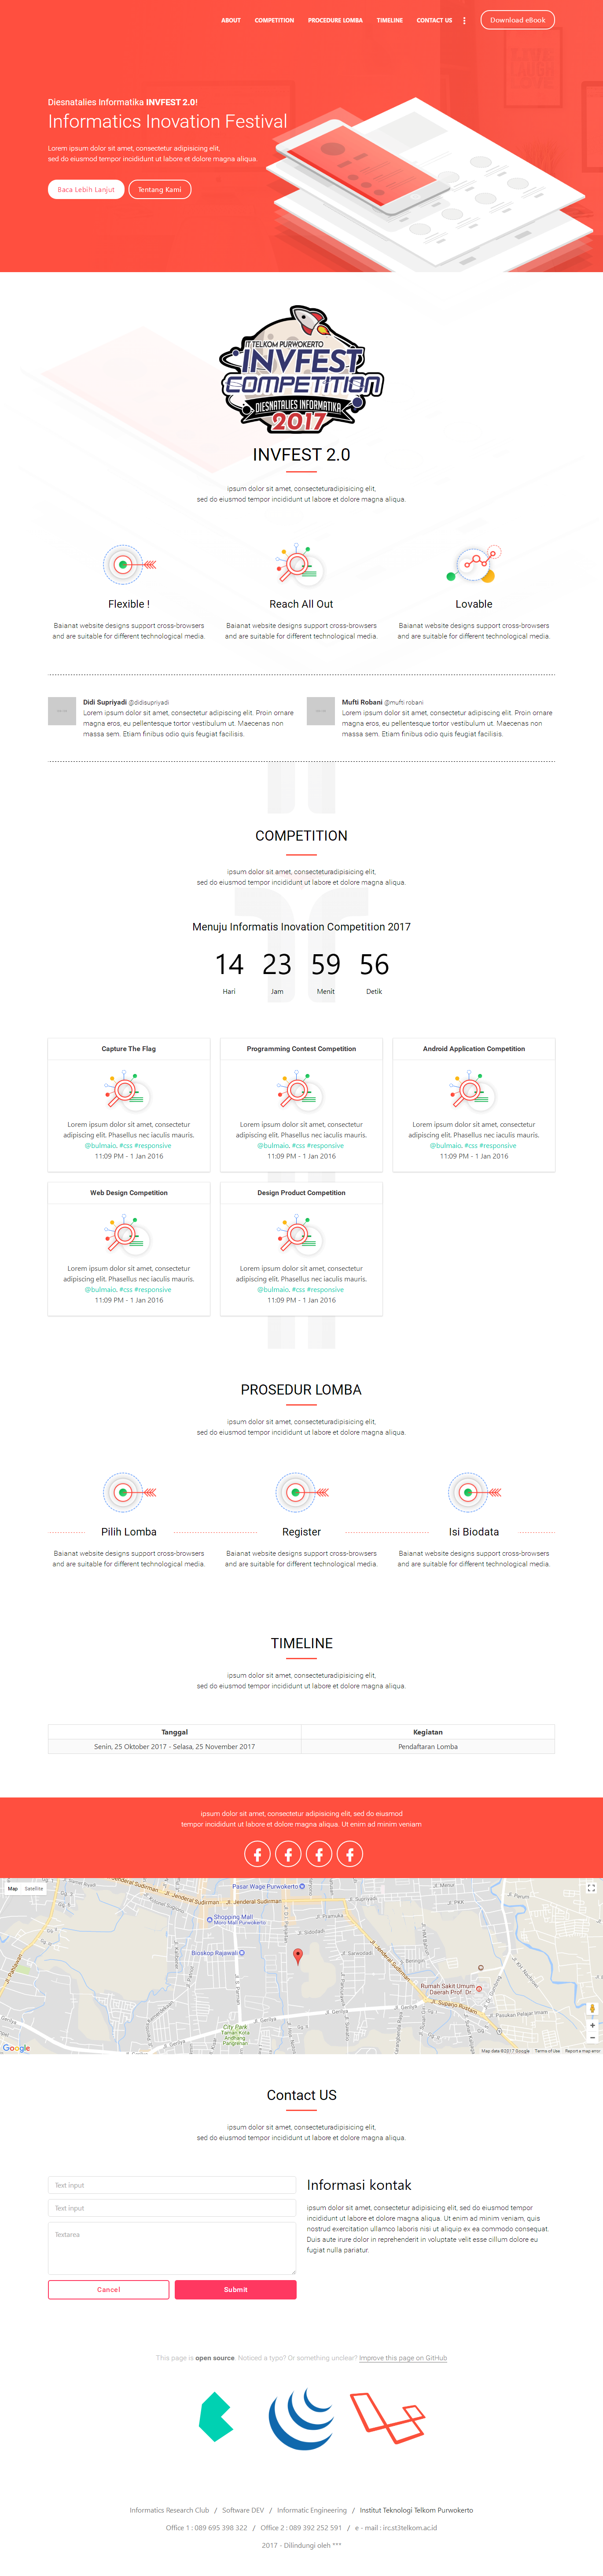 ABOUT COMPETITION PROCEDURE LOMBA TIMELINE CONTACT US Download eBook
Diesnatalies Informatika INVFEST 2.0!
Informatics Inovation Festival
Lorem ipsum dolor sit amet, consectetur adipisicing elit,
sed do eiusmod tempor incididunt ut labore et dolore magna aliqua.
Baca Lebih Lanjut Tentang Kami
IT TELKOM PURWOKERTO
INVFEST
COMPETITION
DIESNATALIES INFORMATIKA
2017
INVFEST 2.0
ipsum dolor sit amet, consecteturadipisicing elit,
sed do eiusmod tempor incididunt ut labore et dolore magna aliqua.
Flexible ! Reach All Out Lovable
Baianat website designs support cross-browsers Baianat website designs support cross-browsers Baianat website designs support cross-browsers
and are suitable for different technological media. and are suitable for different technological media. and are suitable for different technological media.
Didi Supriyadi @didisupriyadi
Lorem ipsum dolor sit amet, consectetur adipiscing elit. Proin ornare
magna eros, eu pellentesque tortor vestibulum ut. Maecenas non
massa sem. Etiam finibus odio quis feugiat facilisis.
Mufti Robani @mufti robani
Lorem ipsum dolor sit amet, consectetur adipiscing elit. Proin ornare
magna eros, eu pellentesque tortor vestibulum ut. Maecenas non
massa sem. Etiam finibus odio quis feugiat facilisis.
COMPETITION
ipsum dolor sit amet, consecteturadipisicing elit,
sed do eiusmod tempor incididunt ut labore et dolore magna aliqua.
Menuju Informatis Inovation Competition 2017
14 23 59 56
Hari Jam Menit Detik
Capture The Flag
Lorem ipsum dolor sit amet, consectetur
adipiscing elit. Phasellus nec iaculis mauris.
@bulmaio. #css #responsive
11:09 PM - 1 Jan 2016
Programming Contest Competition
Lorem ipsum dolor sit amet, consectetur
adipiscing elit. Phasellus nec iaculis mauris.
@bulmaio. #css #responsive
11:09 PM - 1 Jan 2016
Android Application Competition
Lorem ipsum dolor sit amet, consectetur
adipiscing elit. Phasellus nec iaculis mauris.
@bulmaio. #css #responsive
11:09 PM - 1 Jan 2016
Web Design Competition
Lorem ipsum dolor sit amet, consectetur
adipiscing elit. Phasellus nec iaculis mauris.
@bulmaio. #css #responsive
11:09 PM - 1 Jan 2016
Design Product Competition
Lorem ipsum dolor sit amet, consectetur
adipiscing elit. Phasellus nec iaculis mauris.
@bulmaio. #css #responsive
11:09 PM - 1 Jan 2016
PROSEDUR LOMBA
ipsum dolor sit amet, consecteturadipisicing elit,
sed do eiusmod tempor incididunt ut labore et dolore magna aliqua.
Pilih Lomba Register Isi Biodata
Baianat website designs support cross-browsers Baianat website designs support cross-browsers Baianat website designs support cross-browsers
and are suitable for different technological media. and are suitable for different technological media. and are suitable for different technological media.
TIMELINE
ipsum dolor sit amet, consecteturadipisicing elit,
sed do eiusmod tempor incididunt ut labore et dolore magna aliqua.
Tanggal Kegiatan
Senin, 25 Oktober 2017 - Selasa, 25 November 2017 Pendaftaran Lomba
ipsum dolor sit amet, consectetur adipisicing elit, sed do eiusmod
tempor incididunt ut labore et dolore magna aliqua. Ut enim ad minim veniam
Map Satellite
Pasar Wage Purwokerto
Jl. Jenderal Sudirman
Shopping Mall
Moro Mall Purwokerto
Bioskop Rajawali
Rumah Sakit Umum
Daerah Prof. Dr...
City Park
Taman Kota
Andhang
Pangrenan
Google
Map data ©2017 Google Terms of Use Report a map error
Contact US
ipsum dolor sit amet, consecteturadipisicing elit,
sed do eiusmod tempor incididunt ut labore et dolore magna aliqua.
Text input
Text input
Textarea
Cancel Submit
Informasi kontak
ipsum dolor sit amet, consectetur adipisicing elit, sed do eiusmod tempor
incididunt ut labore et dolore magna aliqua. Ut enim ad minim veniam, quis
nostrud exercitation ullamco laboris nisi ut aliquip ex ea commodo consequat.
Duis aute irure dolor in reprehenderit in voluptate velit esse cillum dolore eu
fugiat nulla pariatur.
This page is open source. Noticed a typo? Or something unclear? Improve this page on GitHub
Informatics Research Club / Software DEV / Informatic Engineering / Institut Teknologi Telkom Purwokerto
Office 1 : 089 695 398 322 / Office 2 : 089 392 252 591 / e - mail : irc.st3telkom.ac.id
2017 - Dilindungi oleh ***